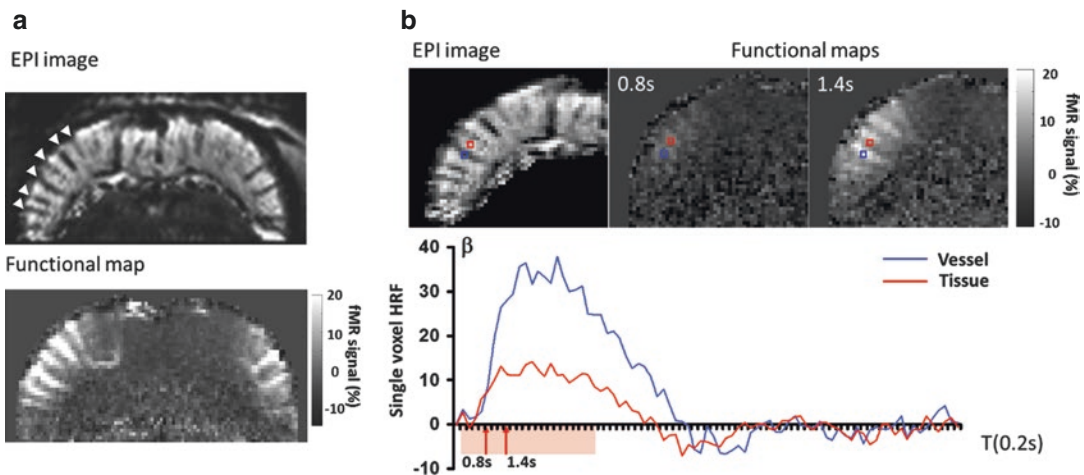 a
EPI image
Functional map
20
10
0
-10
fMR signal (%)
b
EPI image
Functional maps
0.8s
1.4s
20
10
0
-10
fMR signal (%)
40
30
20
10
0
-10
Single voxel HRF
β
Vessel
Tissue
0.8s
1.4s
T(0.2s)